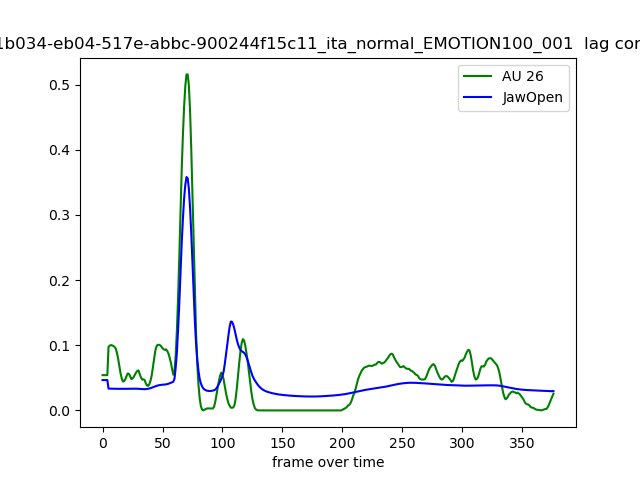 1b034-eb04-517e-abbc-900244f15c11_ita_normal_EMOTION100_001 lag cor
AU 26
JawOpen
0.5
0.4
0.3
0.2
0.1
0.0
0 50 100 150 200 250 300 350
frame over time